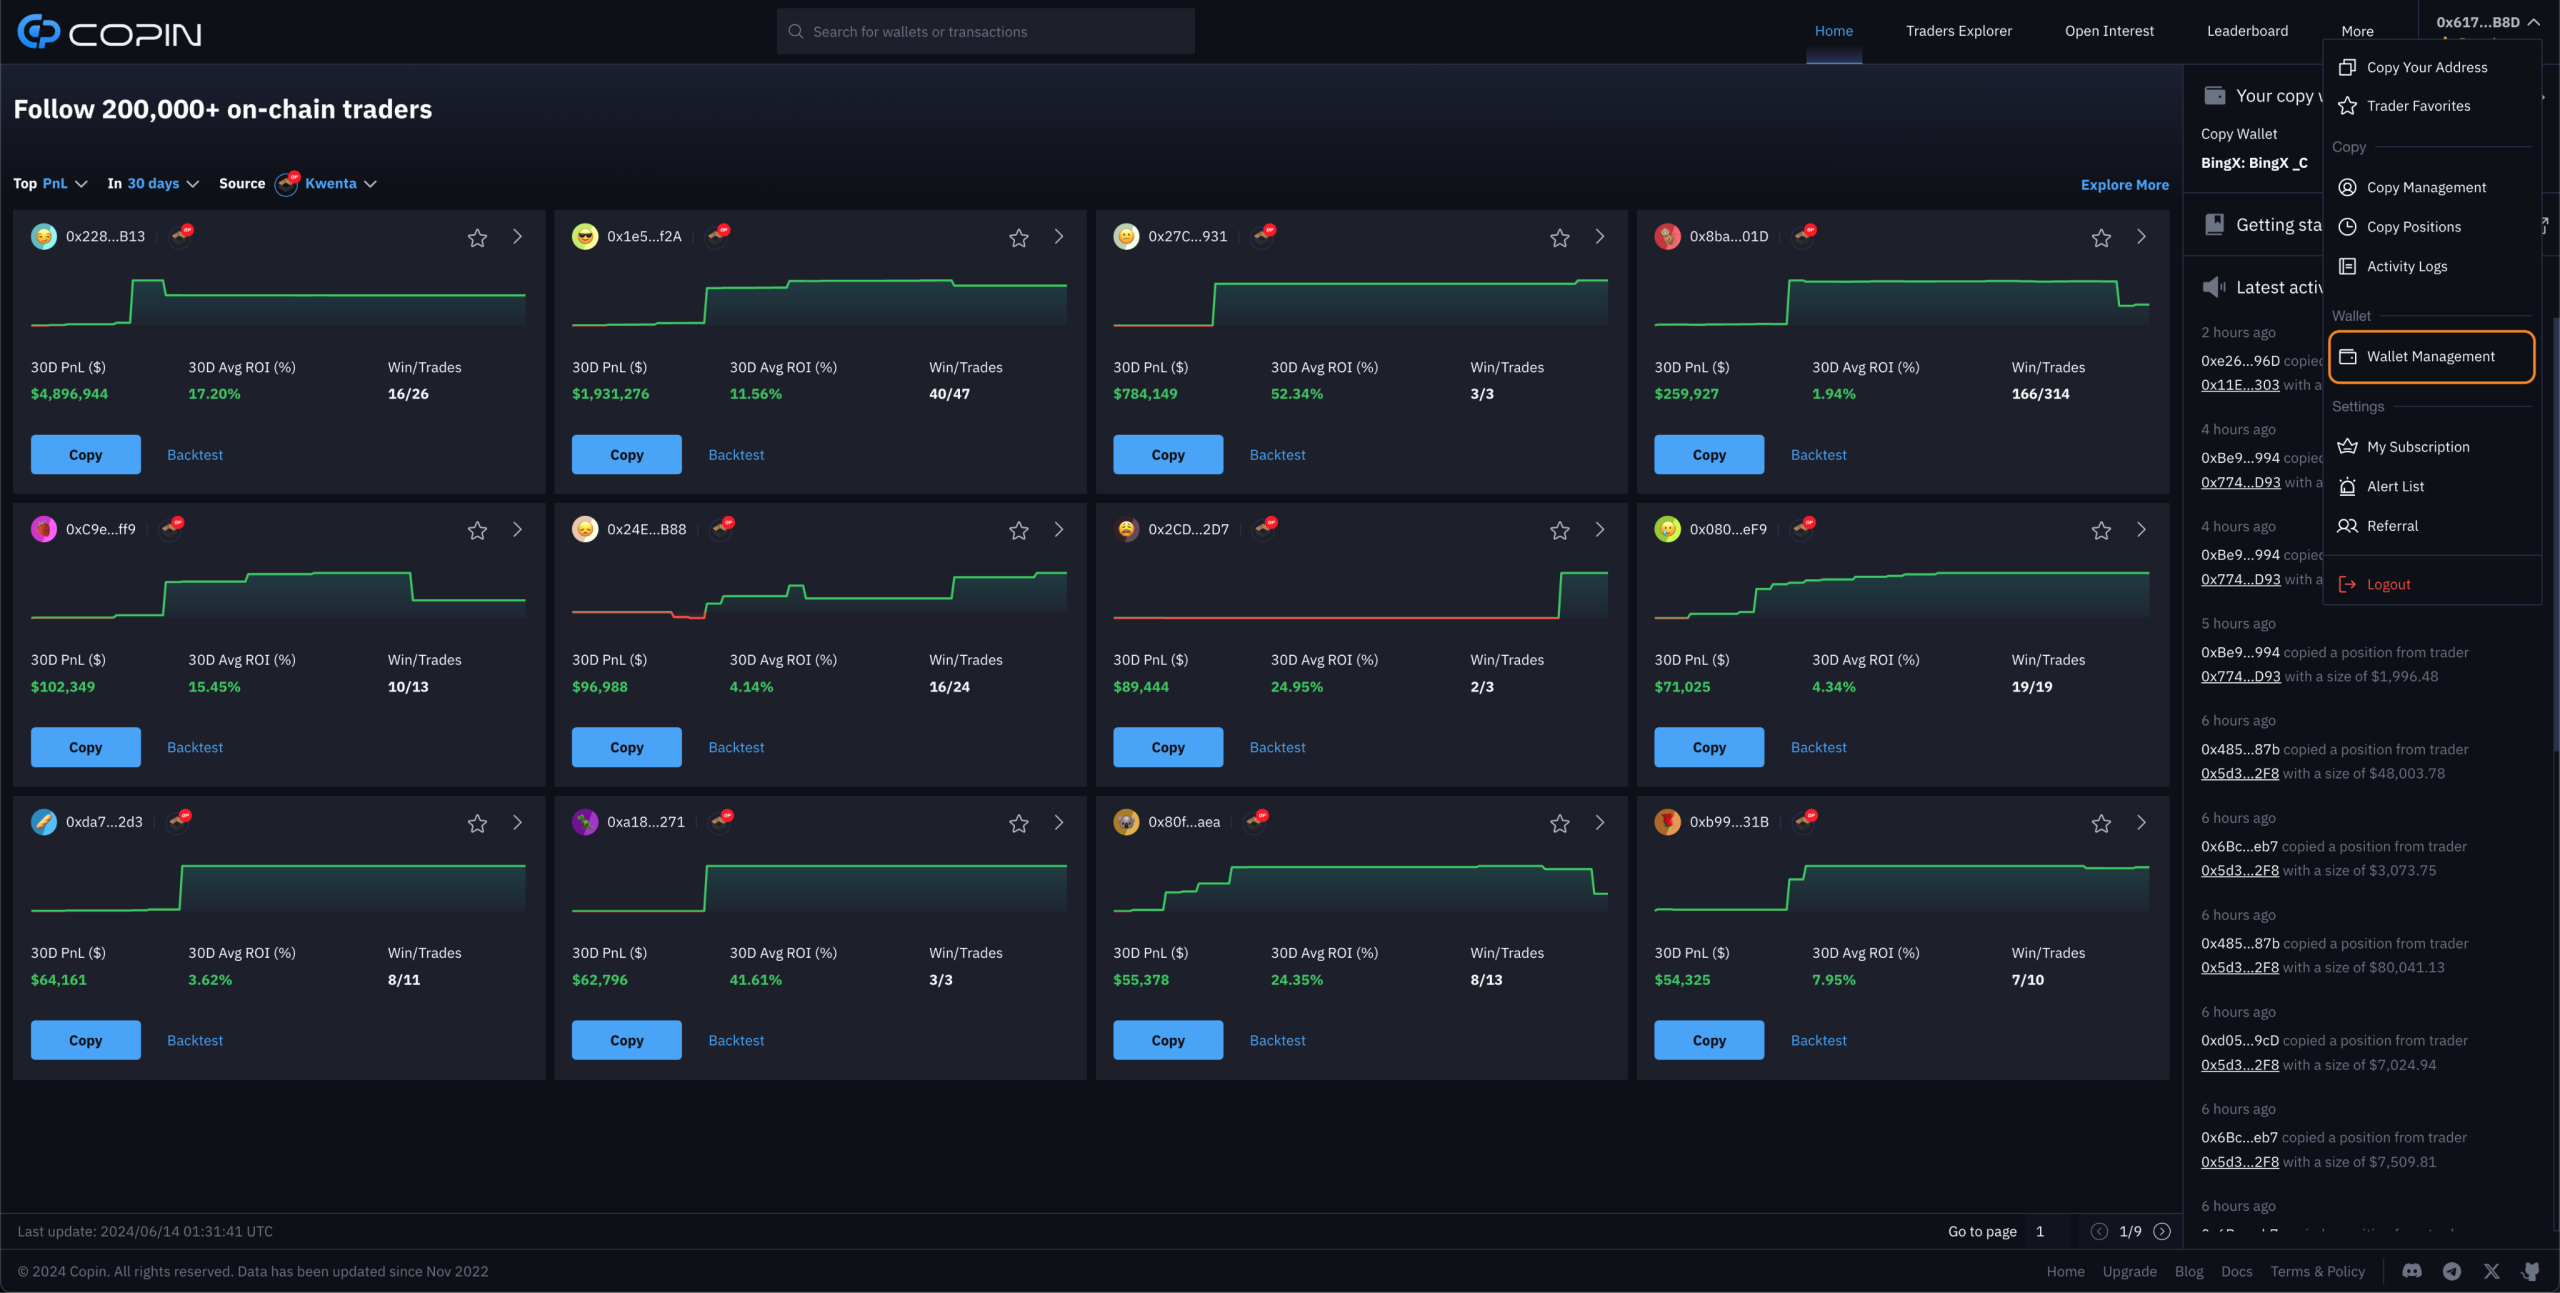 COPIN
Search for wallets or transactions
Home
Traders Explorer
Open Interest
Leaderboard
More
0x617...B8D
Follow 200,000+ on-chain traders
Top PnL In 30 days Source Kwenta
Explore More
0x228...B13
30D PnL ($) 30D Avg ROI (%) Win/Trades
$4,896,944 17.20% 16/26
Copy Backtest
0x1e5...f2A
30D PnL ($) 30D Avg ROI (%) Win/Trades
$1,931,276 11.56% 40/47
Copy Backtest
0x27C...931
30D PnL ($) 30D Avg ROI (%) Win/Trades
$784,149 52.34% 3/3
Copy Backtest
0x8ba...01D
30D PnL ($) 30D Avg ROI (%) Win/Trades
$259,927 1.94% 166/314
Copy Backtest
0xC9e...ff9
30D PnL ($) 30D Avg ROI (%) Win/Trades
$102,349 15.45% 10/13
Copy Backtest
0x24E...B88
30D PnL ($) 30D Avg ROI (%) Win/Trades
$96,988 4.14% 16/24
Copy Backtest
0x2CD...2D7
30D PnL ($) 30D Avg ROI (%) Win/Trades
$89,444 24.95% 2/3
Copy Backtest
0x080...eF9
30D PnL ($) 30D Avg ROI (%) Win/Trades
$71,025 4.34% 19/19
Copy Backtest
0xda7...2d3
30D PnL ($) 30D Avg ROI (%) Win/Trades
$64,161 3.62% 8/11
Copy Backtest
0xa18...271
30D PnL ($) 30D Avg ROI (%) Win/Trades
$62,796 41.61% 3/3
Copy Backtest
0x80f...aea
30D PnL ($) 30D Avg ROI (%) Win/Trades
$55,378 24.35% 8/13
Copy Backtest
0xb99...31B
30D PnL ($) 30D Avg ROI (%) Win/Trades
$54,325 7.95% 7/10
Copy Backtest
Your copy
Copy Wallet
BingX: BingX _C
Getting
Latest
2 hours ago
0xe26...96D
0x11E...303 with a
4 hours ago
0xBe9...994
0x774...D93 with a
4 hours ago
0xBe9...994
0x774...D93 with a
5 hours ago
0xBe9...994 copied a position from trader
0x774...D93 with a size of $1,996.48
6 hours ago
0x485...87b copied a position from trader
0x5d3...2F8 with a size of $48,003.78
6 hours ago
0x6Bc...eb7 copied a position from trader
0x5d3...2F8 with a size of $3,073.75
6 hours ago
0x485...87b copied a position from trader
0x5d3...2F8 with a size of $80,041.13
6 hours ago
0xd05...9cD copied a position from trader
0x5d3...2F8 with a size of $7,024.94
6 hours ago
0x6Bc...eb7 copied a position from trader
0x5d3...2F8 with a size of $7,509.81
6 hours ago
Copy Your Address
Trader Favorites
Copy
Copy Management
Copy Positions
Activity Logs
Wallet
Wallet Management
Settings
My Subscription
Alert List
Referral
Logout
Last update: 2024/06/14 01:31:41 UTC
Go to page 1 1/9
© 2024 Copin. All rights reserved. Data has been updated since Nov 2022
Home Upgrade Blog Docs Terms & Policy